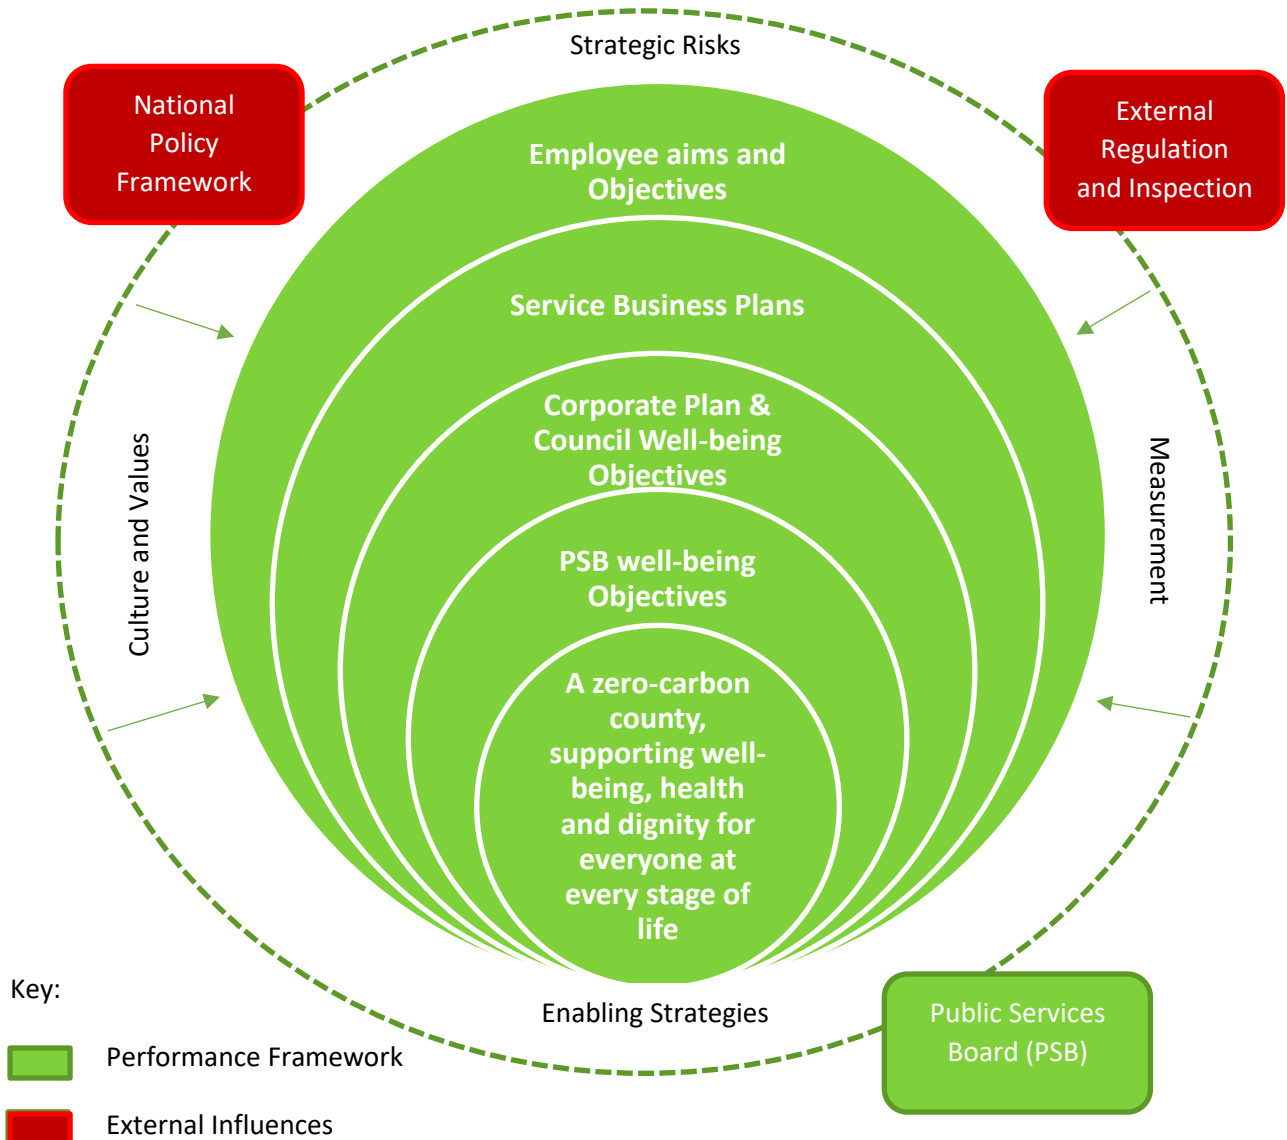 Strategic Risks
National
Policy
Framework
External
Regulation
and Inspection
Employee aims and
Objectives
Service Business Plans
Corporate Plan &
Council Well-being
Objectives
Culture and Values
Measurement
PSB well-being
Objectives
A zero-carbon
county,
supporting well-
being, health
and dignity for
everyone at
every stage of
life
Enabling Strategies
Public Services
Board (PSB)
Key:
Performance Framework
External Influences